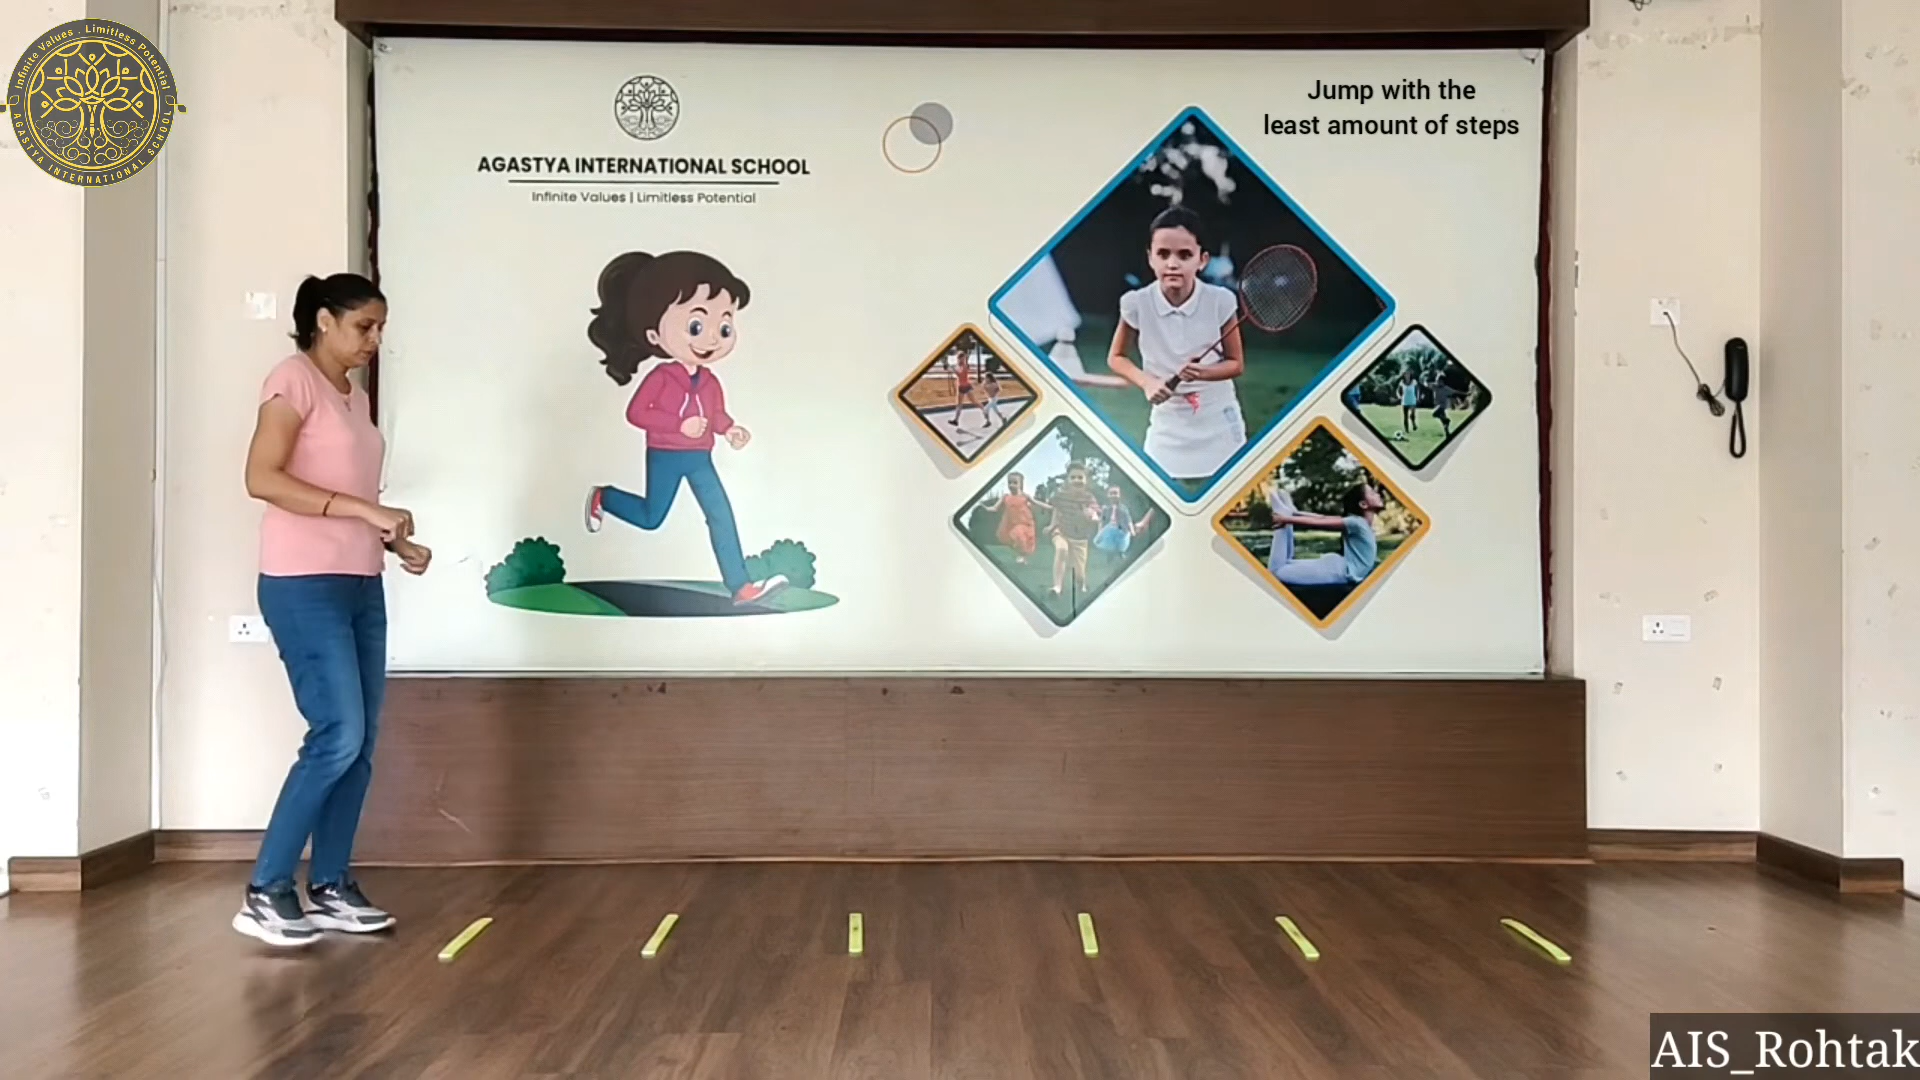 Infinite Values . Limitless Potential
AGASTYA INTERNATIONAL SCHOOL
AGASTYA INTERNATIONAL SCHOOL
Infinite Values | Limitless Potential
Jump with the
least amount of steps
AIS_Rohtak